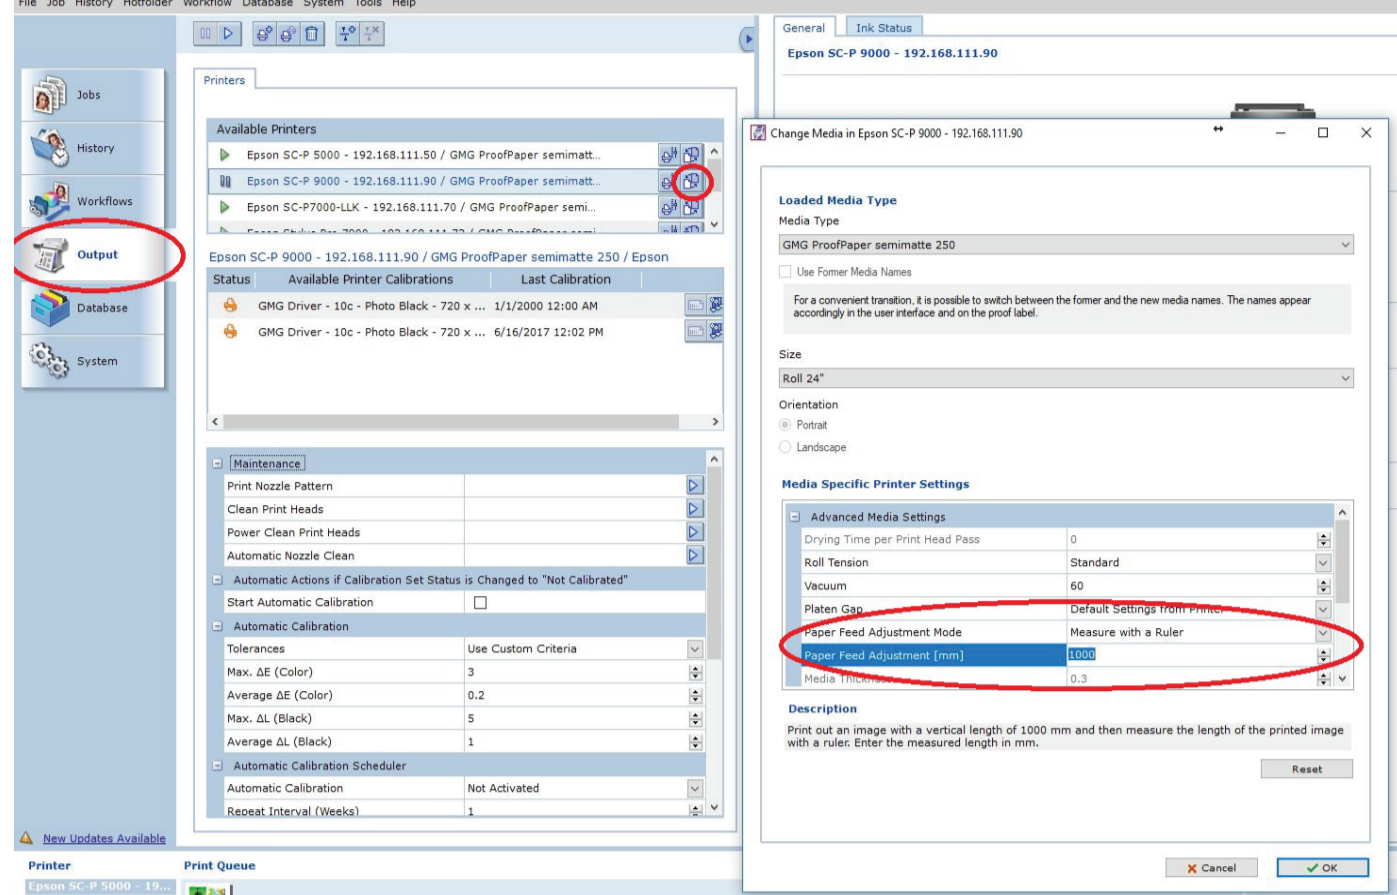 File Job History Hotfolder Workflow Database System Tools Help
Jobs
History
Workflows
Output
Database
System
New Updates Available
Printer
Epson SC-P 5000 - 19...
Printers
Available Printers
Epson SC-P 5000 - 192.168.111.50 / GMG ProofPaper semimatt...
Epson SC-P 9000 - 192.168.111.90 / GMG ProofPaper semimatt...
Epson SC-P7000-LLK - 192.168.111.70 / GMG ProofPaper semi...
Epson SC-P 9000 - 192.168.111.90 / GMG ProofPaper semimatte 250 / Epson
Status Available Printer Calibrations Last Calibration
GMG Driver - 10c - Photo Black - 720 x ... 1/1/2000 12:00 AM
GMG Driver - 10c - Photo Black - 720 x ... 6/16/2017 12:02 PM
Maintenance
Print Nozzle Pattern
Clean Print Heads
Power Clean Print Heads
Automatic Nozzle Clean
Automatic Actions if Calibration Set Status is Changed to "Not Calibrated"
Start Automatic Calibration
Automatic Calibration
Tolerances Use Custom Criteria
Max. ΔE (Color) 3
Average ΔE (Color) 0.2
Max. ΔL (Black) 5
Average ΔL (Black) 1
Automatic Calibration Scheduler
Automatic Calibration Not Activated
Repeat Interval (Weeks) 1
Print Queue
General Ink Status
Epson SC-P 9000 - 192.168.111.90
Change Media in Epson SC-P 9000 - 192.168.111.90
Loaded Media Type
Media Type
GMG ProofPaper semimatte 250
Use Former Media Names
For a convenient transition, it is possible to switch between the former and the new media names. The names appear
accordingly in the user interface and on the proof label.
Size
Roll 24"
Orientation
Portrait
Landscape
Media Specific Printer Settings
Advanced Media Settings
Drying Time per Print Head Pass 0
Roll Tension Standard
Vacuum 60
Platen Gap Default Settings from Printer
Paper Feed Adjustment Mode Measure with a Ruler
Paper Feed Adjustment [mm] 1000
Media 0.3
Description
Print out an image with a vertical length of 1000 mm and then measure the length of the printed image
with a ruler. Enter the measured length in mm.
Reset
Cancel OK